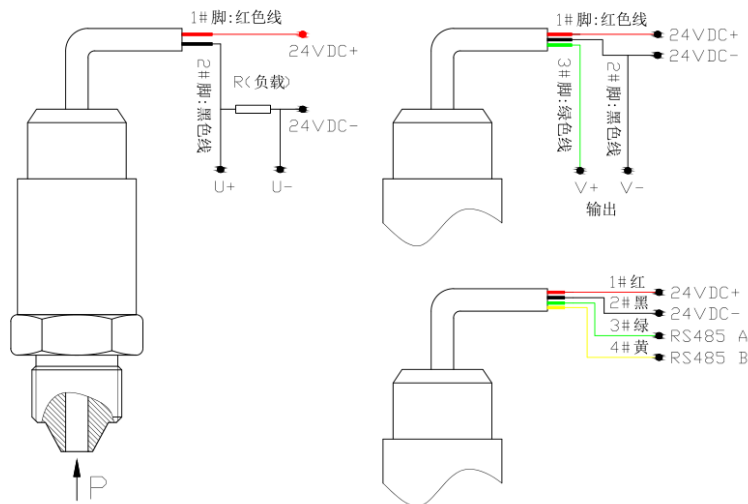 1#脚:红色线
24VDC+
2#脚:黑色线
R(负载)
24VDC-
U+
U-
P
1#脚:红色线
24VDC+
24VDC-
3#脚:绿色线
2#脚:黑色线
V+
V-
输出
1#红
24VDC+
2#黑
24VDC-
3#绿
RS485 A
4#黄
RS485 B